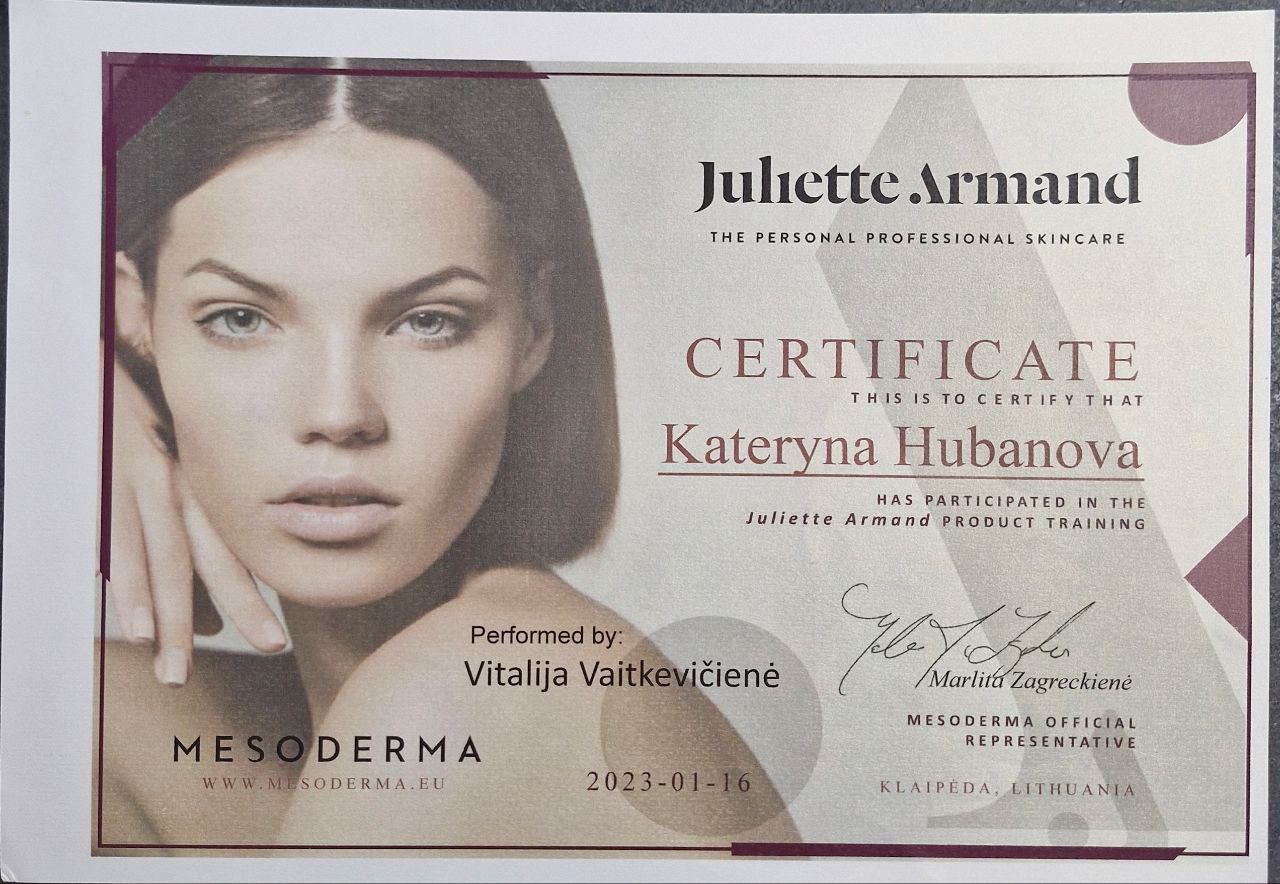 Juliette Armand
THE PERSONAL PROFESSIONAL SKINCARE
CERTIFICATE
THIS IS TO CERTIFY THAT
Kateryna Hubanova
HAS PARTICIPATED IN THE
Juliette Armand PRODUCT TRAINING
Performed by:
Vitalija Vaitkevičienė
Marlita Zagreckienė
MESODERMA OFFICIAL
REPRESENTATIVE
MESODERMA
WWW.MESODERMA.EU
2023-01-16
KLAIPĖDA, LITHUANIA